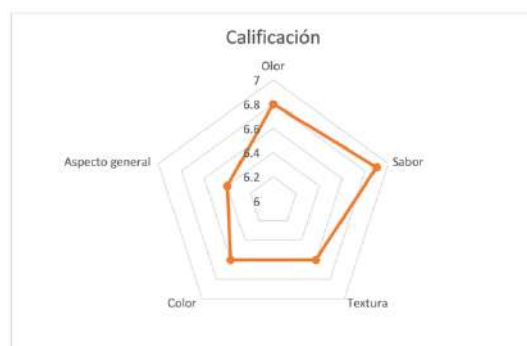 Calificación
Olor
7
6.8
6.6
6.4
6.2
6
Aspecto general
Sabor
Color
Textura